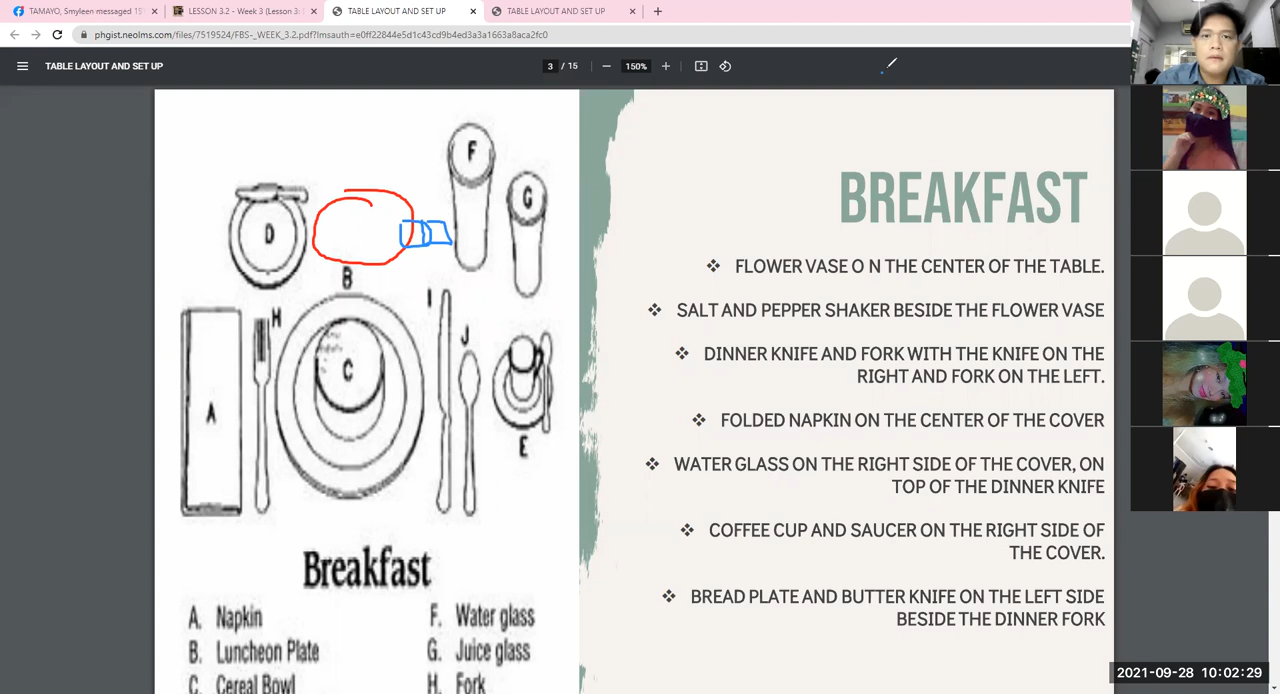 TAMAYO, Smyleen messaged
LESSON 3.2 - Week 3 (Lesson 3:
TABLE LAYOUT AND SET UP
TABLE LAYOUT AND SET UP
phgist.neolms.com/files/7519524/FBS-_WEEK_3.2.pdf?lmsauth=e0ff22844e5d1c43cd9b4ed3a3a1663a8aca2fc0
TABLE LAYOUT AND SET UP
3 / 15
150%
F
G
D
B
I
H
J
C
A
E
Breakfast
A. Napkin
B. Luncheon Plate
C. Cereal Bowl
F. Water glass
G. Juice glass
H. Fork
BREAKFAST
❖ FLOWER VASE O N THE CENTER OF THE TABLE.
❖ SALT AND PEPPER SHAKER BESIDE THE FLOWER VASE
❖ DINNER KNIFE AND FORK WITH THE KNIFE ON THE
RIGHT AND FORK ON THE LEFT.
❖ FOLDED NAPKIN ON THE CENTER OF THE COVER
❖ WATER GLASS ON THE RIGHT SIDE OF THE COVER, ON
TOP OF THE DINNER KNIFE
❖ COFFEE CUP AND SAUCER ON THE RIGHT SIDE OF
THE COVER.
❖ BREAD PLATE AND BUTTER KNIFE ON THE LEFT SIDE
BESIDE THE DINNER FORK
2021-09-28 10:02:29